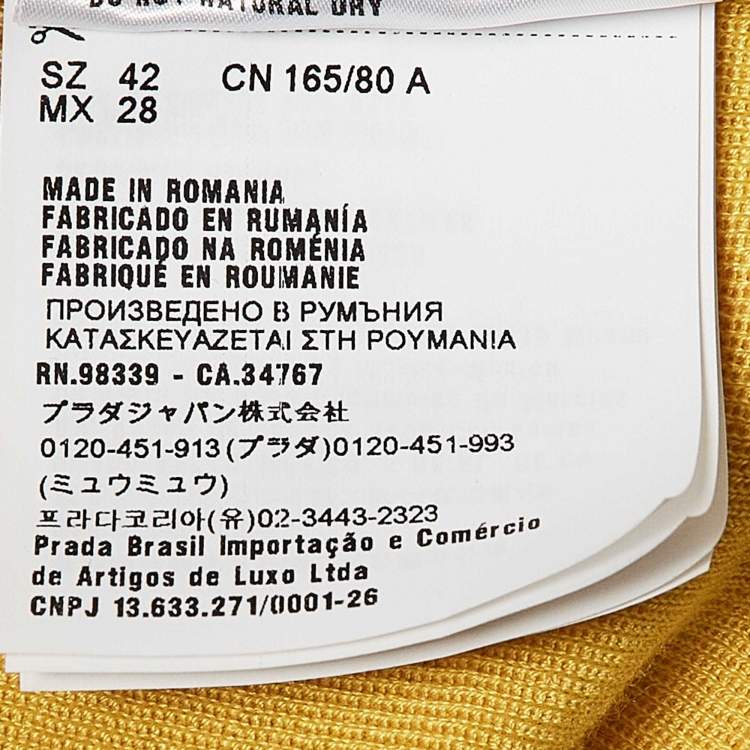 DO NOT NATURAL DRY
SZ 42 CN 165/80 A
MX 28
MADE IN ROMANIA
FABRICADO EN RUMANÍA
FABRICADO NA ROMÉNIA
FABRIQUÉ EN ROUMANIE
ПРОИЗВЕДЕНО В РУМЪНИЯ
ΚΑΤΑΣΚΕΥΑΖΕΤΑΙ ΣΤΗ ΡΟΥΜΑΝΙΑ
RN.98339 - CA.34767
プラダジャパン株式会社
0120-451-913(プラダ)0120-451-993
(ミュウミュウ)
프라다코리아(유)02-3443-2323
Prada Brasil Importação e Comércio
de Artigos de Luxo Ltda
CNPJ 13.633.271/0001-26